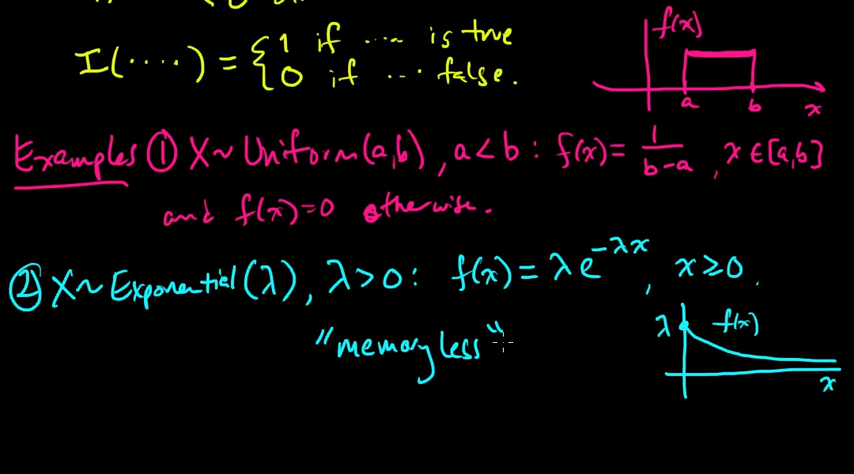 I(....) = { 1 if .... is true
0 if ... false.
f(x)
a b x
Examples ① X~Uniform(a,b), a<b: f(x)= 1/(b-a), x∈[a,b]
and f(x)=0 otherwise.
② X~Exponential(λ), λ>0: f(x)=λe^{-λx}, x≥0.
"memoryless"
λ f(x)
x